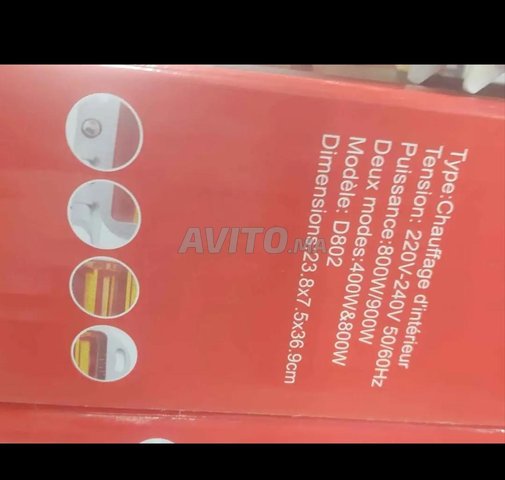 Type:Chauffage d'intérieur
Tension: 220V-240V 50/60Hz
Puissance:800W/900W
Deux modes:400W&800W
Modèle: D802
Dimensions:23.8x7.5x36.9cm
AVITO.MA